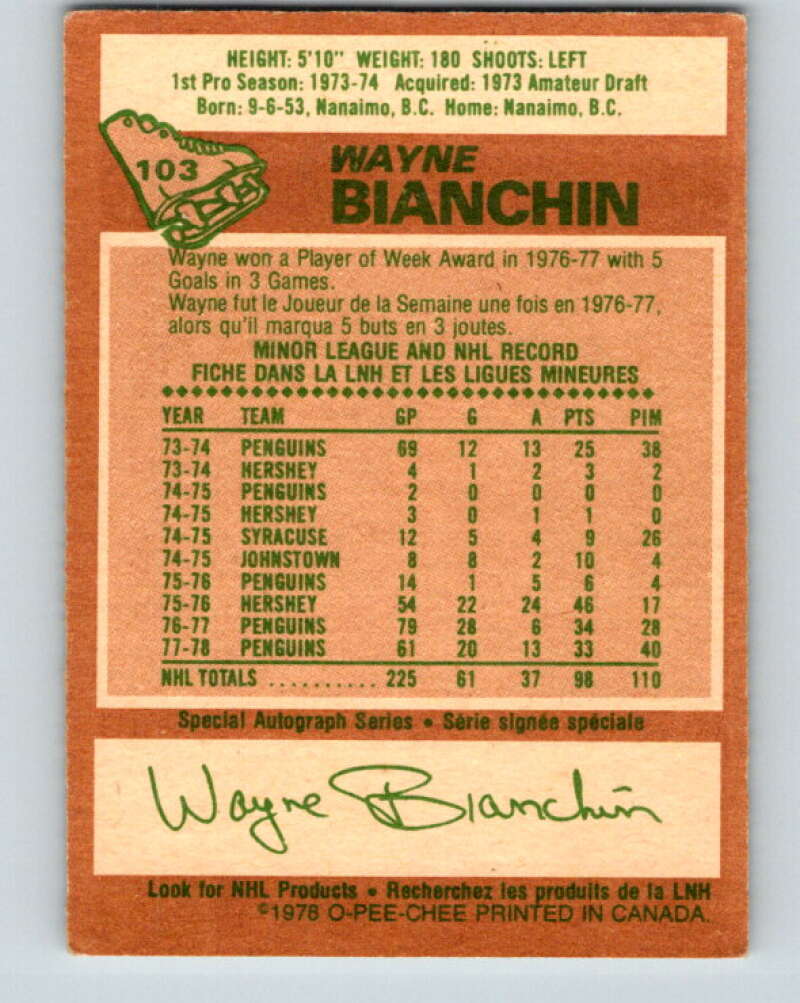 HEIGHT: 5'10" WEIGHT: 180 SHOOTS: LEFT
1st Pro Season: 1973-74 Acquired: 1973 Amateur Draft
Born: 9-6-53, Nanaimo, B.C. Home: Nanaimo, B.C.
103
WAYNE
BIANCHIN
Wayne won a Player of Week Award in 1976-77 with 5
Goals in 3 Games.
Wayne fut le Joueur de la Semaine une fois en 1976-77,
alors qu'il marqua 5 buts en 3 joutes.
MINOR LEAGUE AND NHL RECORD
FICHE DANS LA LNH ET LES LIGUES MINEURES
YEAR TEAM GP G A PTS PIM
73-74 PENGUINS 69 12 13 25 38
73-74 HERSHEY 4 1 2 3 2
74-75 PENGUINS 2 0 0 0 0
74-75 HERSHEY 3 0 1 1 0
74-75 SYRACUSE 12 5 4 9 26
74-75 JOHNSTOWN 8 8 2 10 4
75-76 PENGUINS 14 1 5 6 4
75-76 HERSHEY 54 22 24 46 17
76-77 PENGUINS 79 28 6 34 28
77-78 PENGUINS 61 20 13 33 40
NHL TOTALS .......... 225 61 37 98 110
Special Autograph Series • Série signée spéciale
Wayne Bianchin
Look for NHL Products • Recherchez les produits de la LNH
©1978 O-PEE-CHEE PRINTED IN CANADA.